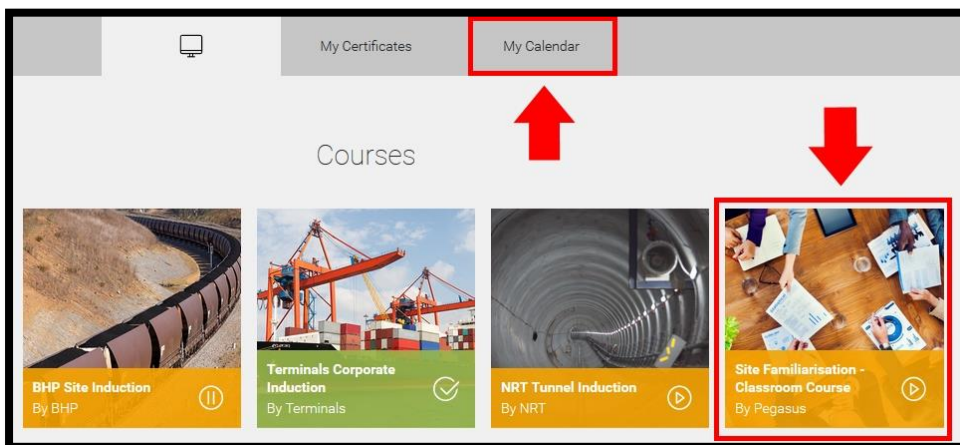 My Certificates
My Calendar
Courses
BHP Site Induction
By BHP
Terminals Corporate
Induction
By Terminals
NRT Tunnel Induction
By NRT
Site Familiarisation -
Classroom Course
By Pegasus